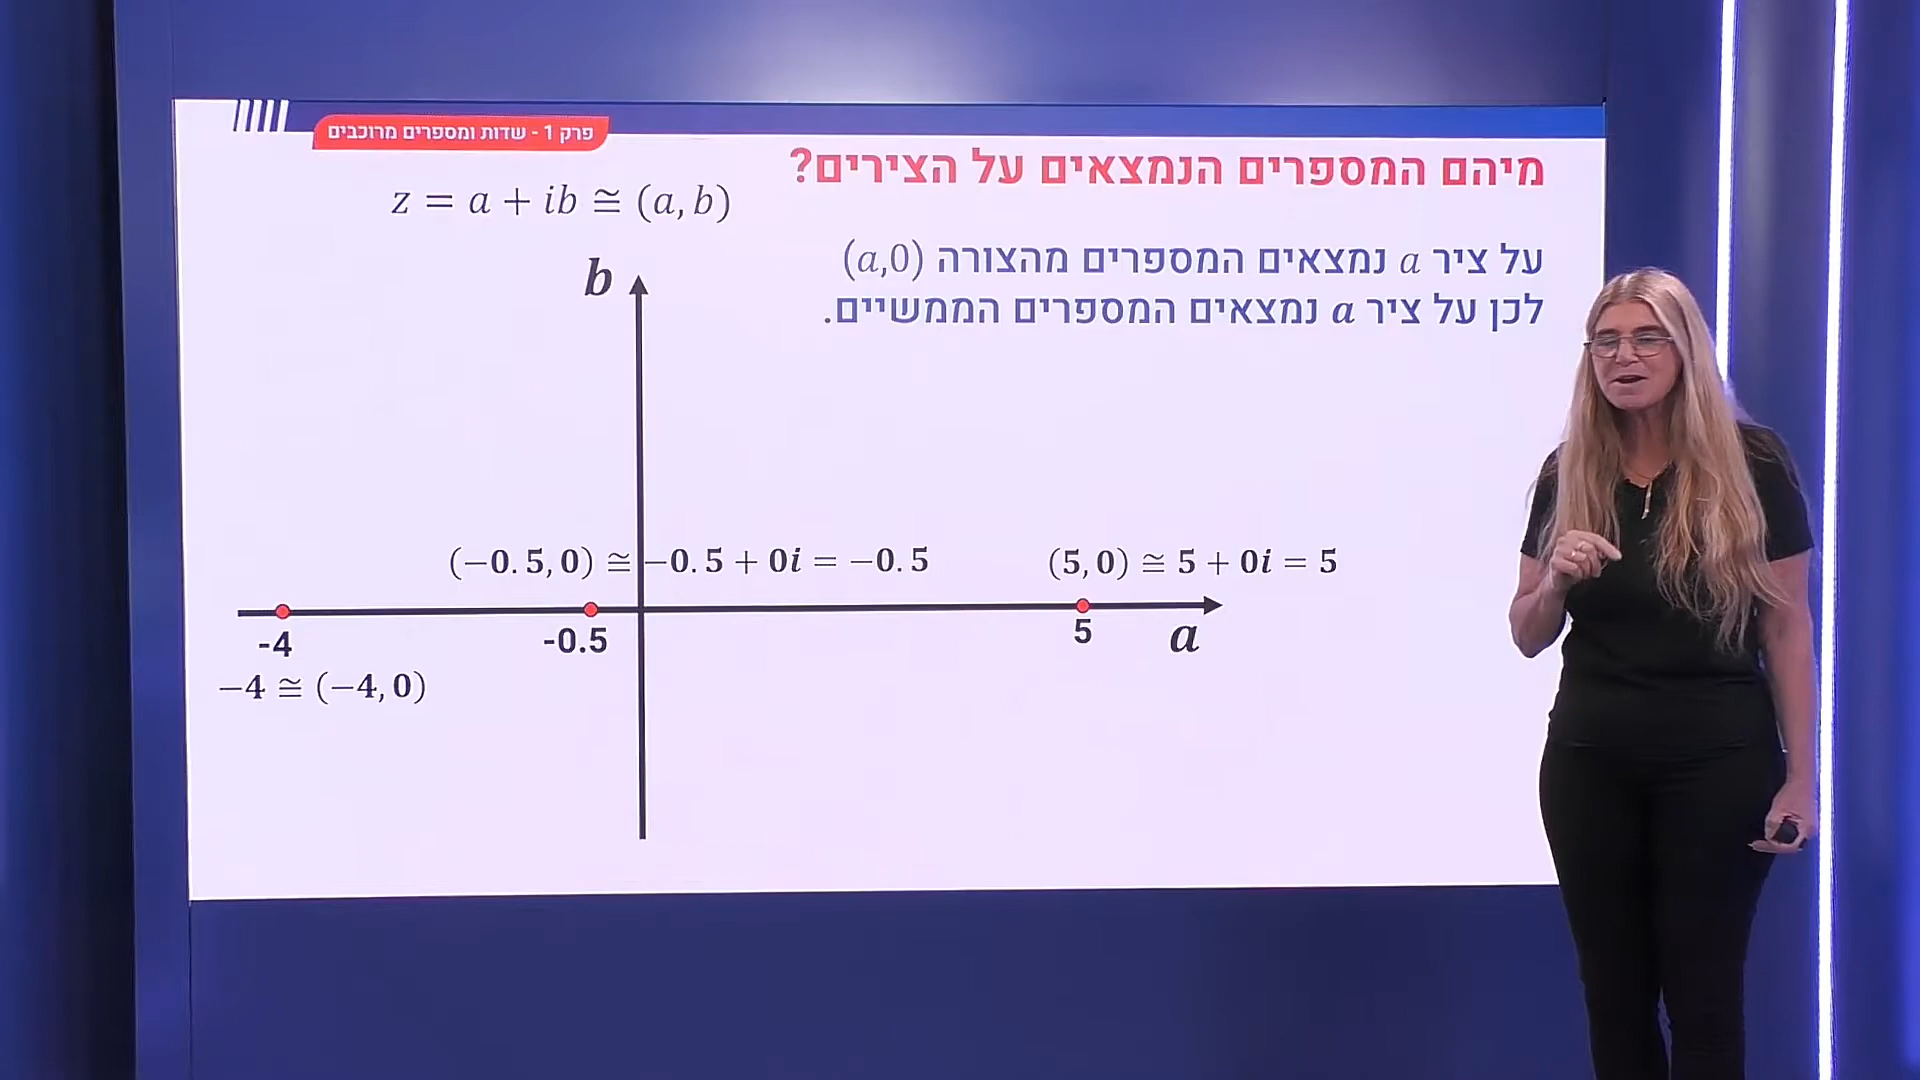 פרק 1 - שדות ומספרים מרוכבים
מיהם המספרים הנמצאים על הצירים?
z = a + ib ≅ (a, b)
על ציר a נמצאים המספרים מהצורה (a,0)
לכן על ציר a נמצאים המספרים הממשיים.
b
(−0.5, 0) ≅ −0.5 + 0i = −0.5
(5, 0) ≅ 5 + 0i = 5
-4
-0.5
5
a
−4 ≅ (−4, 0)